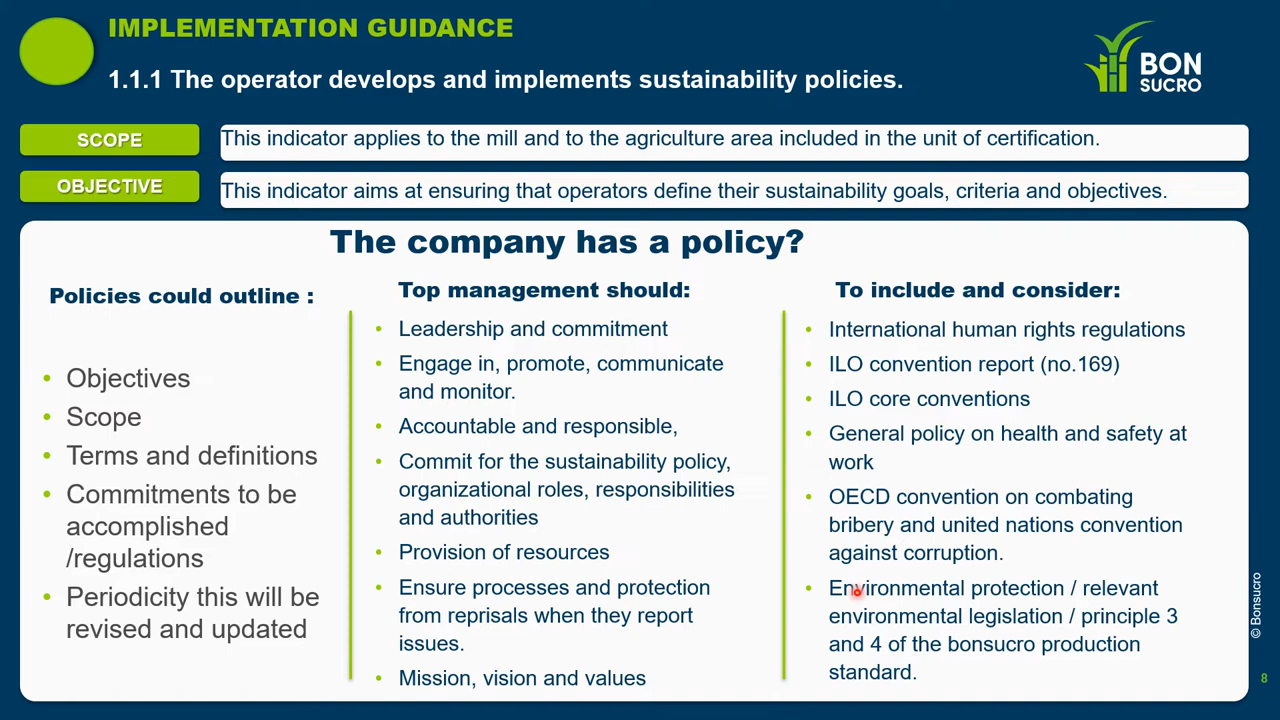 IMPLEMENTATION GUIDANCE
1.1.1 The operator develops and implements sustainability policies.
BON
SUCRO
SCOPE
This indicator applies to the mill and to the agriculture area included in the unit of certification.
OBJECTIVE
This indicator aims at ensuring that operators define their sustainability goals, criteria and objectives.
The company has a policy?
Policies could outline :
• Objectives
• Scope
• Terms and definitions
• Commitments to be
accomplished
/regulations
• Periodicity this will be
revised and updated
Top management should:
• Leadership and commitment
• Engage in, promote, communicate
and monitor.
• Accountable and responsible,
• Commit for the sustainability policy,
organizational roles, responsibilities
and authorities
• Provision of resources
• Ensure processes and protection
from reprisals when they report
issues.
• Mission, vision and values
To include and consider:
• International human rights regulations
• ILO convention report (no.169)
• ILO core conventions
• General policy on health and safety at
work
• OECD convention on combating
bribery and united nations convention
against corruption.
• Environmental protection / relevant
environmental legislation / principle 3
and 4 of the bonsucro production
standard.
© Bonsucro
8